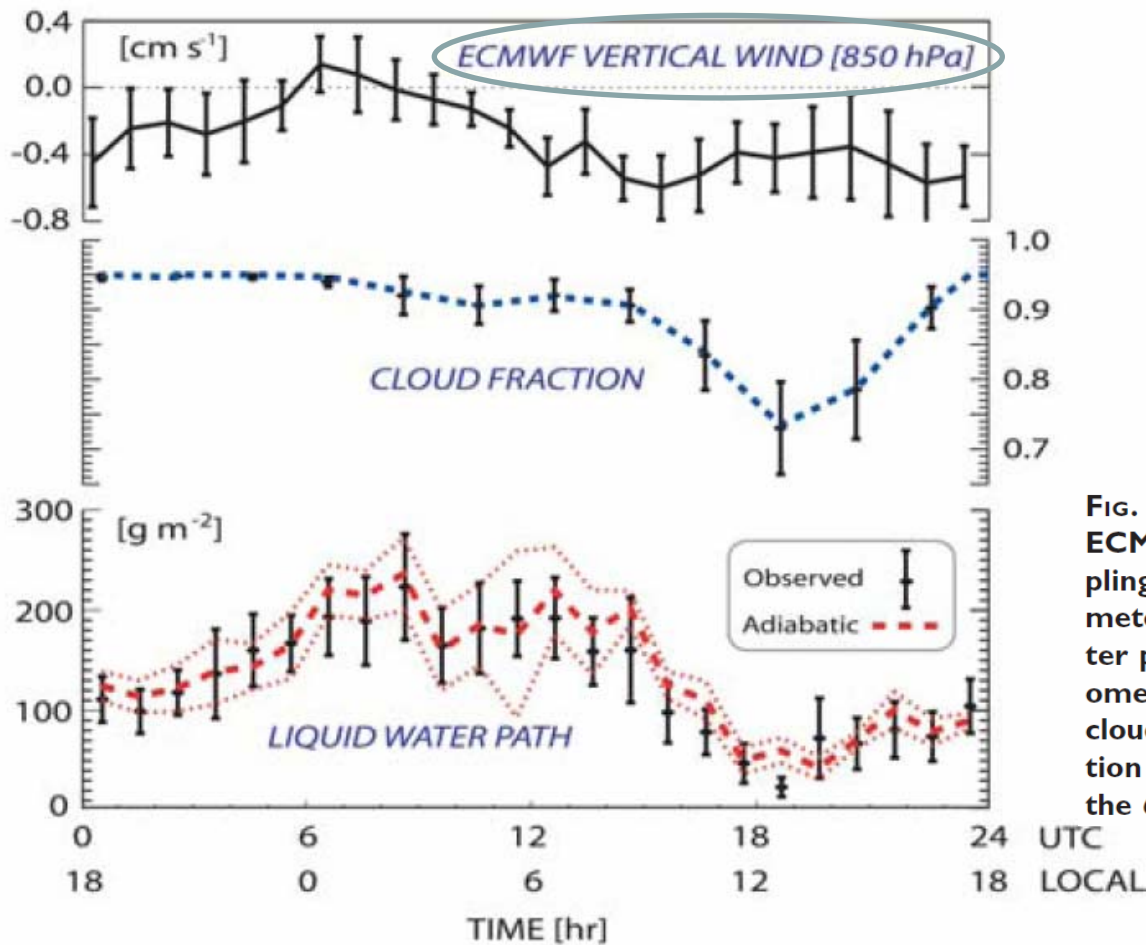 0.4
[cm s-1]
ECMWF VERTICAL WIND [850 hPa]
0.0
-0.4
-0.8
1.0
0.9
CLOUD FRACTION
0.8
0.7
300
[g m-2]
Observed
200
Adiabatic
100
LIQUID WATER PATH
0
0 6 12 18 24 UTC
18 0 6 12 18 LOCAL
TIME [hr]
FIG.
ECM
pling
mete
ter p
ome
cloud
tion
the